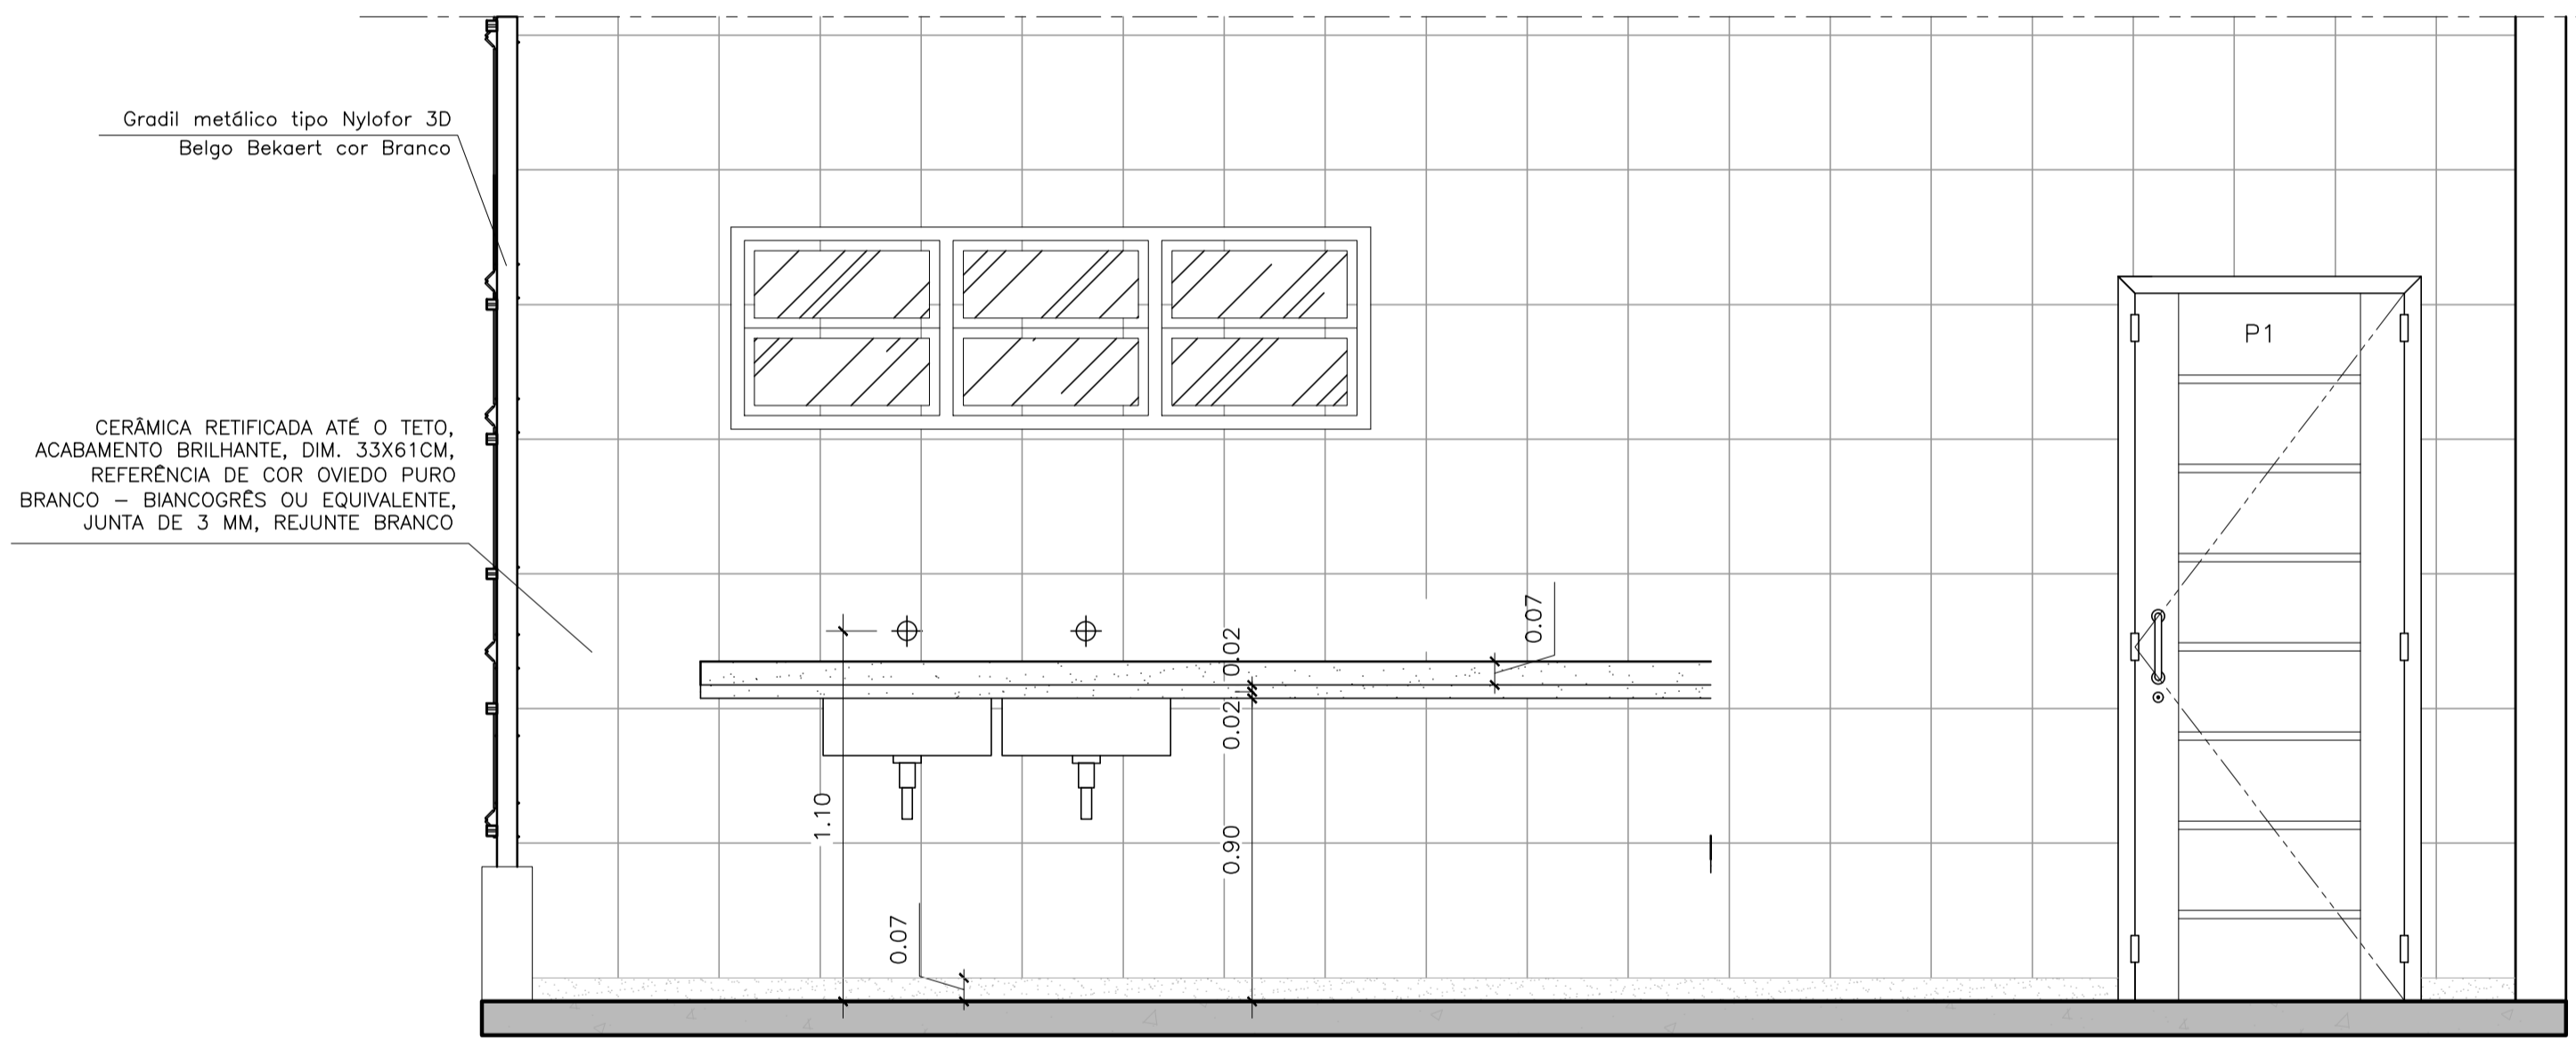 Gradil metálico tipo Nylofor 3D
Belgo Bekaert cor Branco
P1
CERÂMICA RETIFICADA ATÉ O TETO,
ACABAMENTO BRILHANTE, DIM. 33X61CM,
REFERÊNCIA DE COR OVIEDO PURO
BRANCO – BIANCOGRÊS OU EQUIVALENTE,
JUNTA DE 3 MM, REJUNTE BRANCO
0.07
0.02
0.02
1.10
0.90
0.07